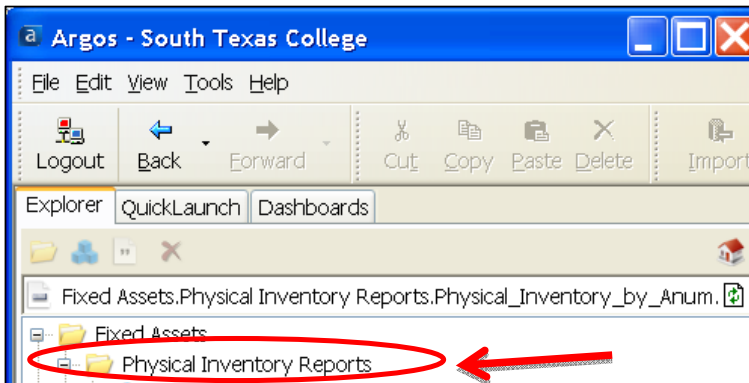 a Argos - South Texas College
File Edit View Tools Help
Logout Back Forward Cut Copy Paste Delete Import
Explorer QuickLaunch Dashboards
Fixed Assets.Physical Inventory Reports.Physical_Inventory_by_Anum.
Fixed Assets
Physical Inventory Reports